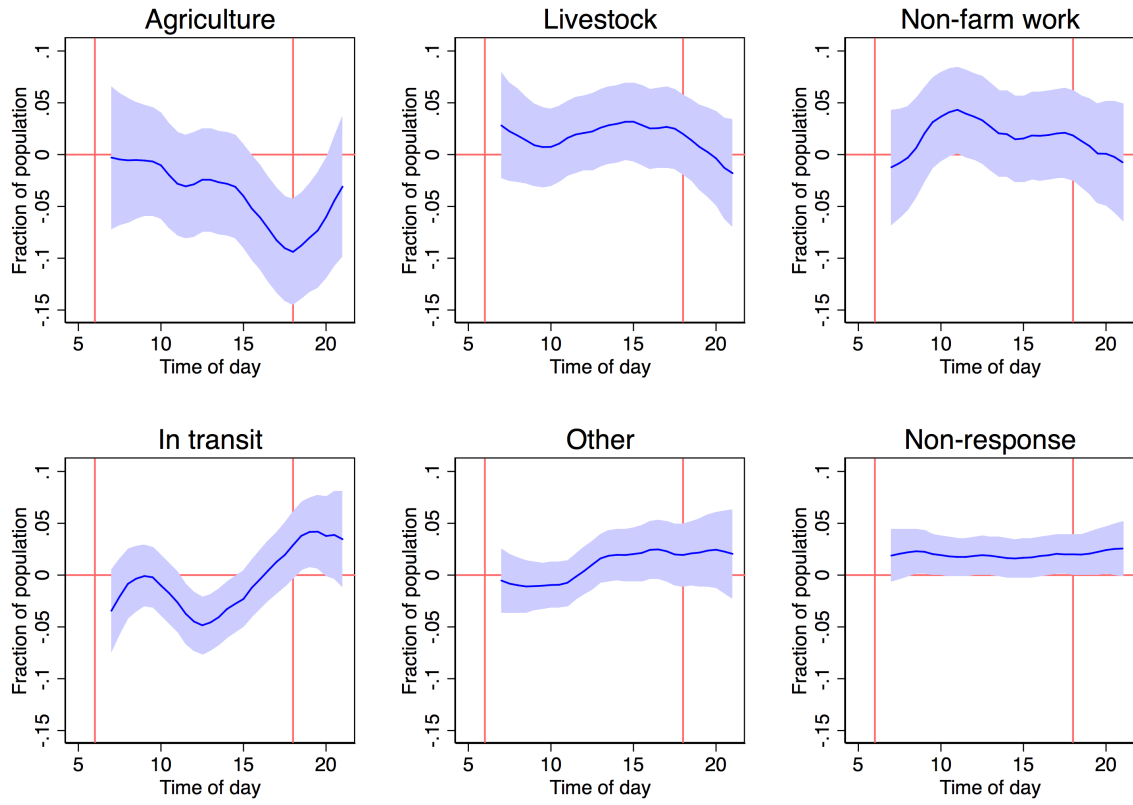 Agriculture
.1
.05
0
-.05
-.1
-.15
Fraction of population
5 10 15 20
Time of day
Livestock
.1
.05
0
-.05
-.1
-.15
Fraction of population
5 10 15 20
Time of day
Non-farm work
.1
.05
0
-.05
-.1
-.15
Fraction of population
5 10 15 20
Time of day
In transit
.1
.05
0
-.05
-.1
-.15
Fraction of population
5 10 15 20
Time of day
Other
.1
.05
0
-.05
-.1
-.15
Fraction of population
5 10 15 20
Time of day
Non-response
.1
.05
0
-.05
-.1
-.15
Fraction of population
5 10 15 20
Time of day